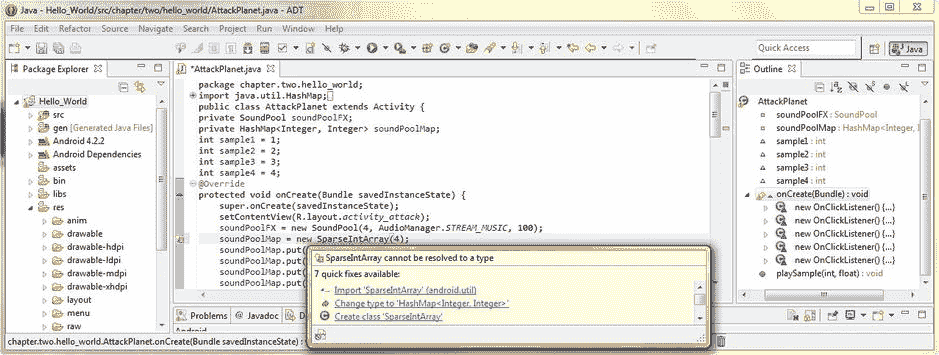 Java - Hello_World/src/chapter/two/hello_world/AttackPlanet.java - ADT
File Edit Refactor Source Navigate Search Project Run Window Help
Quick Access
Java
Package Explorer
Hello_World
src
gen [Generated Java Files]
Android 4.2.2
Android Dependencies
assets
bin
libs
res
anim
drawable
drawable-hdpi
drawable-ldpi
drawable-mdpi
drawable-xhdpi
layout
menu
raw
*AttackPlanet.java
package chapter.two.hello_world;
import java.util.HashMap;
public class AttackPlanet extends Activity {
private SoundPool soundPoolFX;
private HashMap<Integer, Integer> soundPoolMap;
int sample1 = 1;
int sample2 = 2;
int sample3 = 3;
int sample4 = 4;
@Override
protected void onCreate(Bundle savedInstanceState) {
super.onCreate(savedInstanceState);
setContentView(R.layout.activity_attack);
soundPoolFX = new SoundPool(4, AudioManager.STREAM_MUSIC, 100);
soundPoolMap = new SparseIntArray(4);
soundPoolMap.put(
soundPoolMap.put(
soundPoolMap.put(
SparseIntArray cannot be resolved to a type
7 quick fixes available:
Import 'SparseIntArray' (android.util)
Change type to 'HashMap<Integer, Integer>'
Create class 'SparseIntArray'
Problems @ Javadoc
Android
Outline
AttackPlanet
soundPoolFX : SoundPool
soundPoolMap : HashMap<Integer, I
sample1 : int
sample2 : int
sample3 : int
sample4 : int
onCreate(Bundle) : void
new OnClickListener() {...}
new OnClickListener() {...}
new OnClickListener() {...}
new OnClickListener() {...}
playSample(int, float) : void
chapter.two.hello_world.AttackPlanet.onCreate(Bundle savedInstanceState)